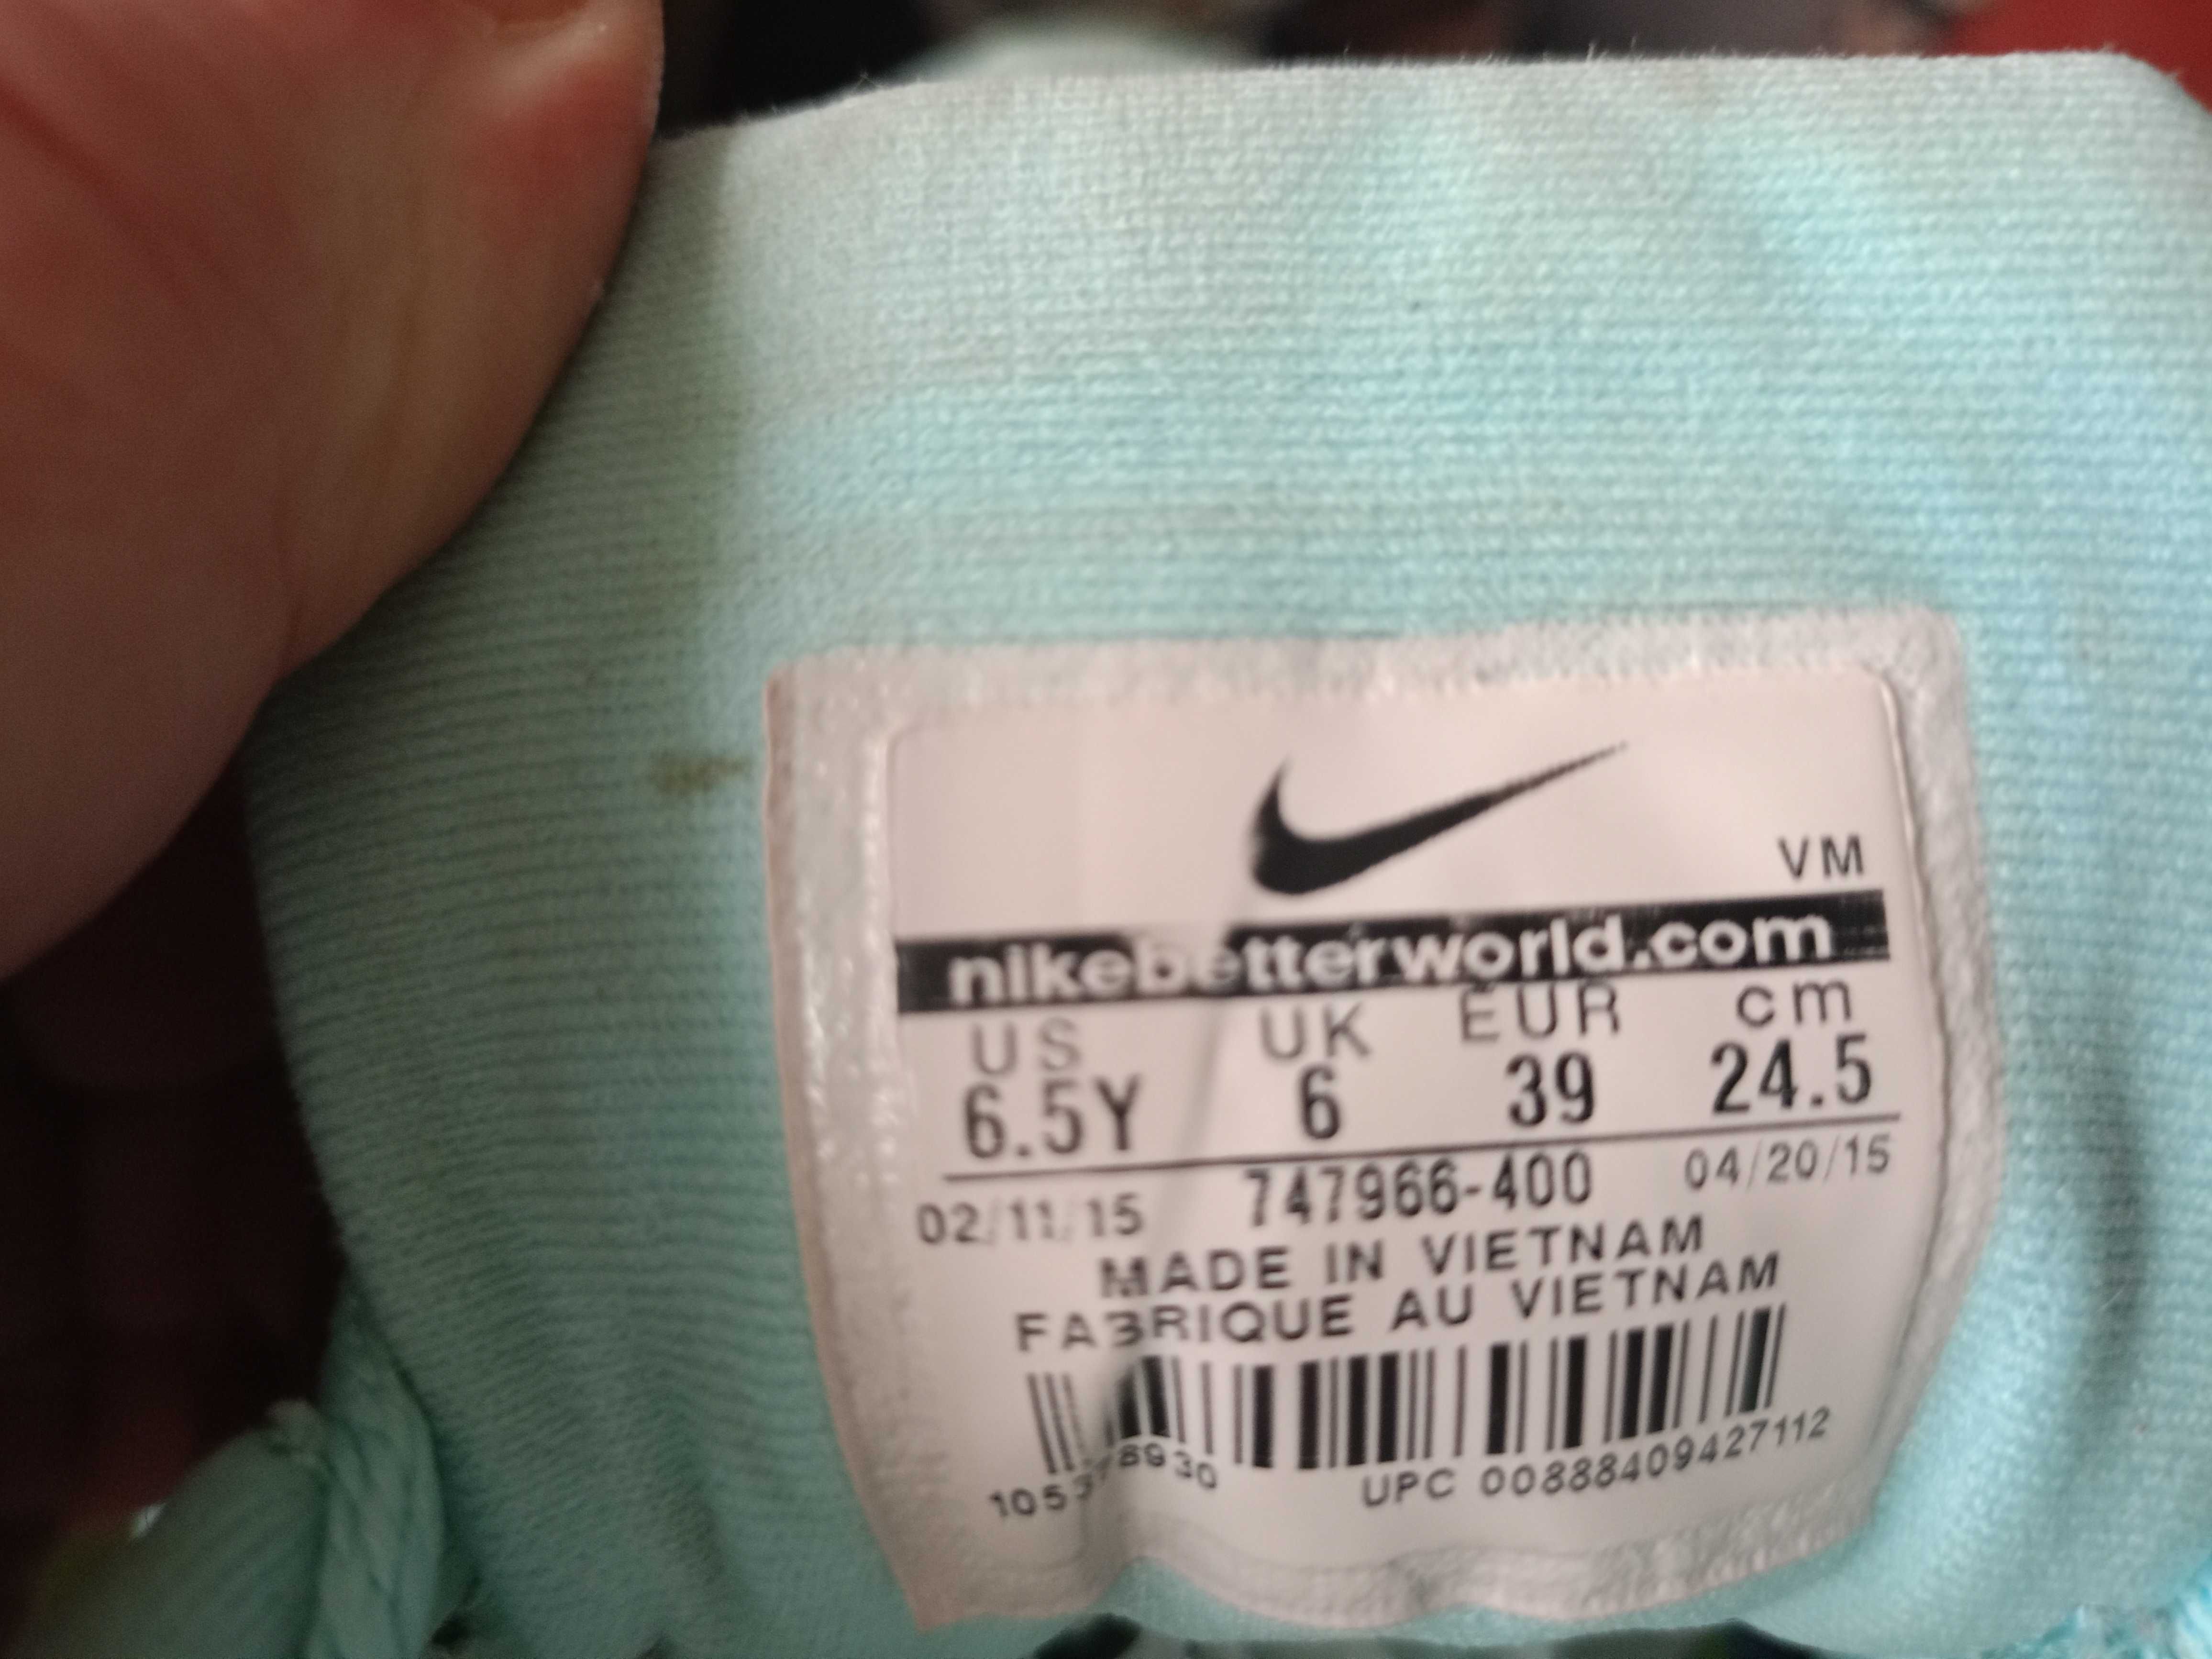 VM
nikebetterworld.com
US UK EUR cm
6.5Y 6 39 24.5
02/11/15 747966-400 04/20/15
MADE IN VIETNAM
FABRIQUE AU VIETNAM
UPC 00888409427112